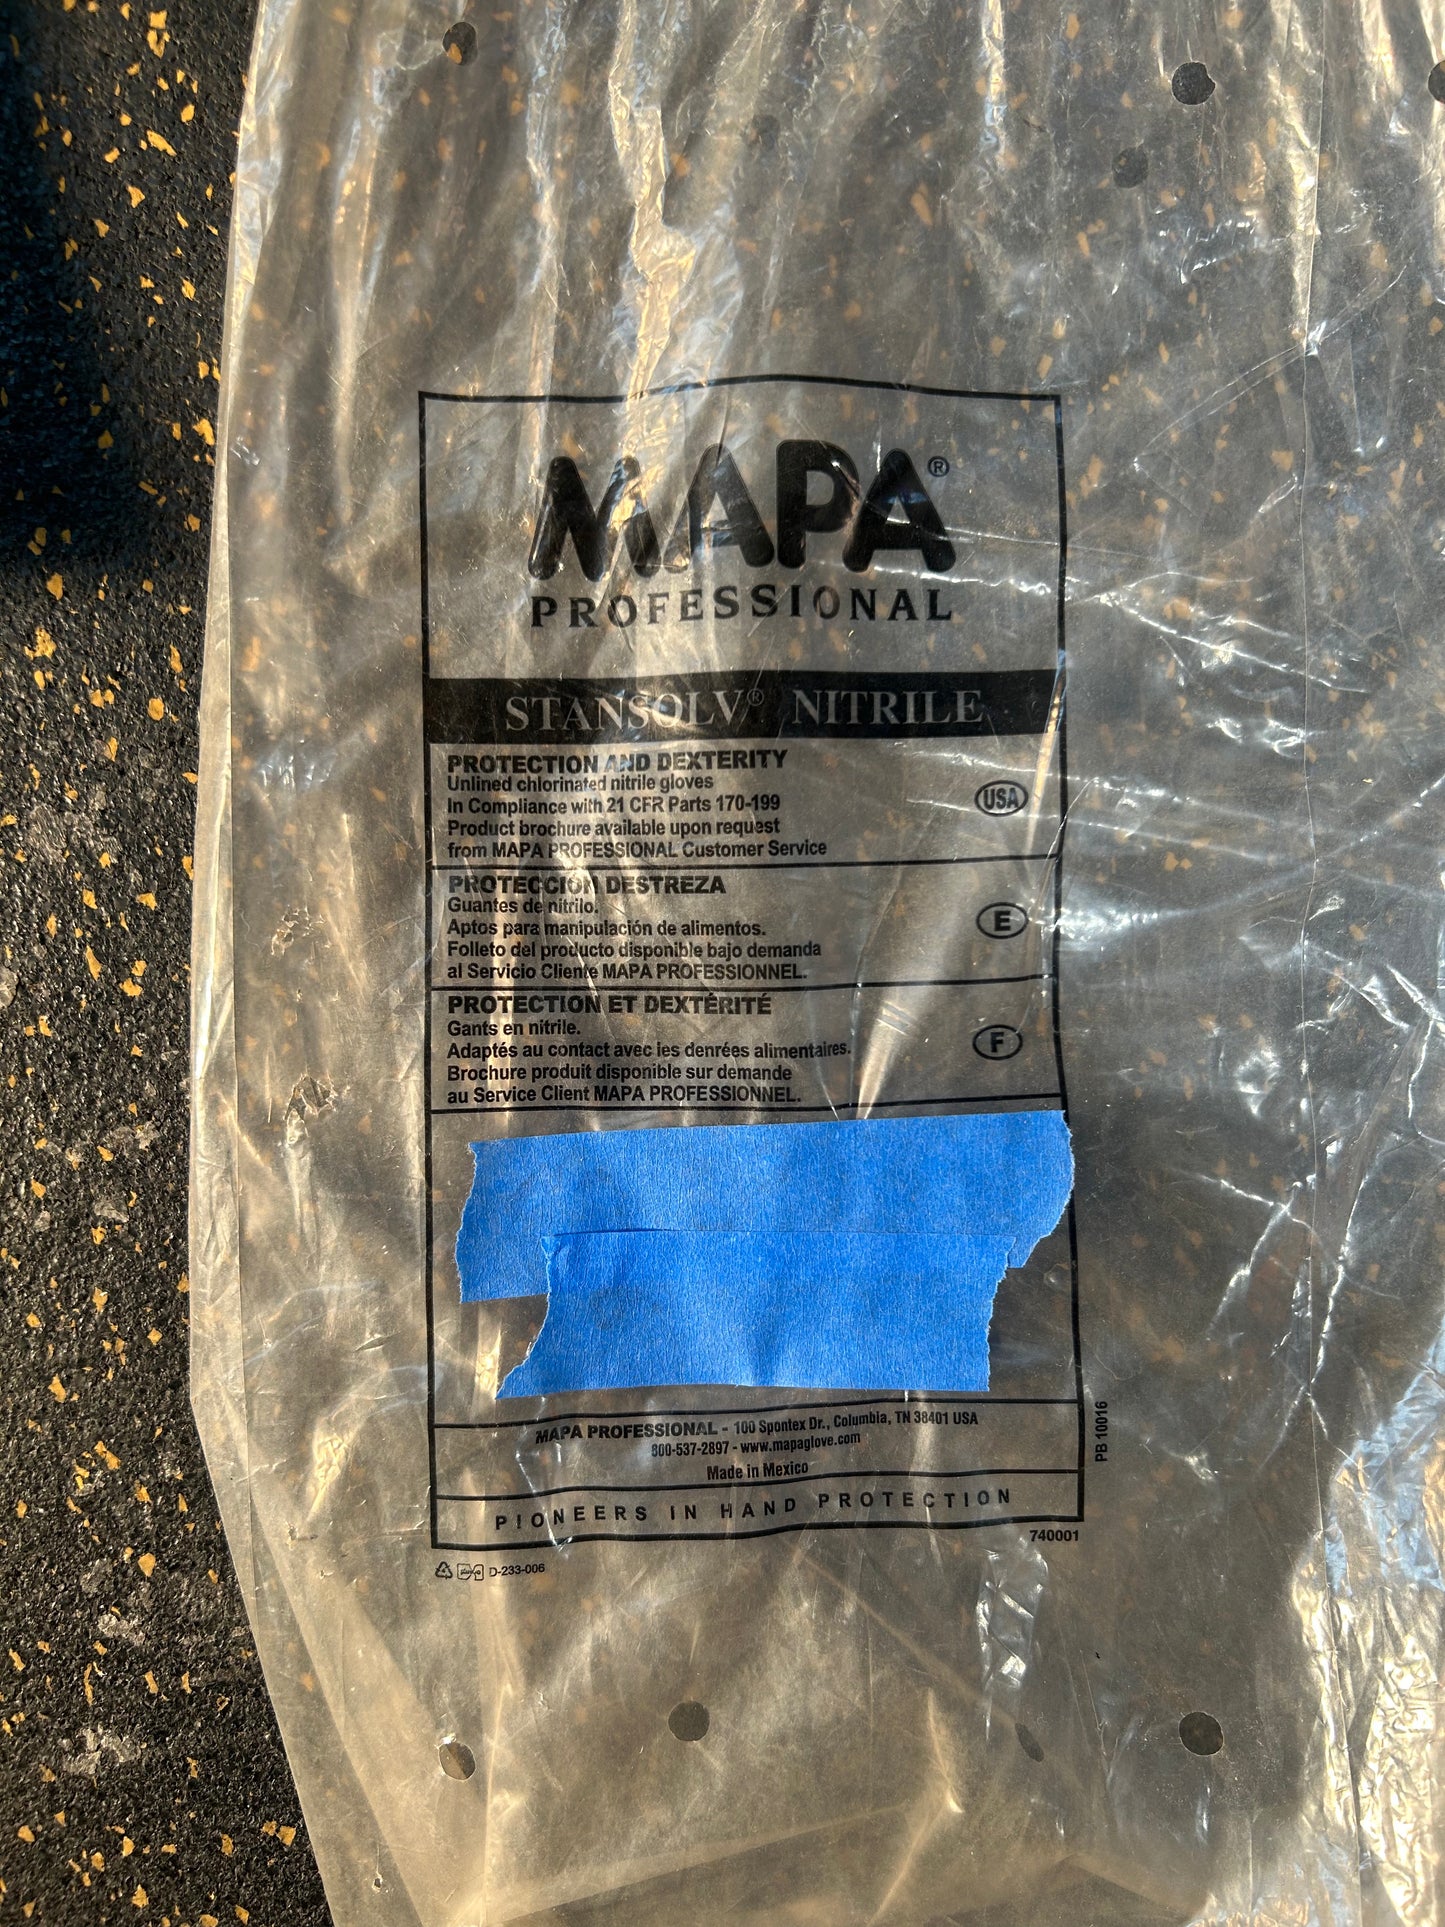 MAPA®
PROFESSIONAL
STANSOLV® NITRILE
PROTECTION AND DEXTERITY
Unlined chlorinated nitrile gloves
In Compliance with 21 CFR Parts 170-199
Product brochure available upon request
from MAPA PROFESSIONAL Customer Service
USA
PROTECCIÓN DESTREZA
Guantes de nitrilo.
Aptos para manipulación de alimentos.
Folleto del producto disponible bajo demanda
al Servicio Cliente MAPA PROFESSIONNEL.
E
PROTECTION ET DEXTÉRITÉ
Gants en nitrile.
Adaptés au contact avec les denrées alimentaires.
Brochure produit disponible sur demande
au Service Client MAPA PROFESSIONNEL.
F
MAPA PROFESSIONAL - 100 Spontex Dr., Columbia, TN 38401 USA
800-537-2897 - www.mapaglove.com
Made in Mexico
PIONEERS IN HAND PROTECTION
PB 10016
740001
D-233-006